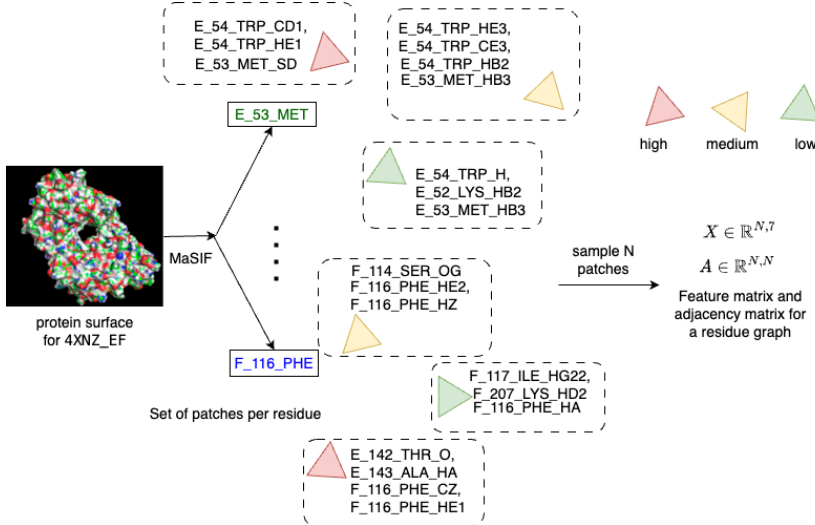 E_54_TRP_CD1,
E_54_TRP_HE1
E_53_MET_SD
E_54_TRP_HE3,
E_54_TRP_CE3,
E_54_TRP_HB2
E_53_MET_HB3
high
medium
low
E_53_MET
E_54_TRP_H,
E_52_LYS_HB2
E_53_MET_HB3
MaSIF
protein surface
for 4XNZ_EF
F_114_SER_OG
F_116_PHE_HE2,
F_116_PHE_HZ
sample N
patches
X ∈ ℝ^{N,7}
A ∈ ℝ^{N,N}
Feature matrix and
adjacency matrix for
a residue graph
F_116_PHE
Set of patches per residue
F_117_ILE_HG22,
F_207_LYS_HD2
F_116_PHE_HA
E_142_THR_O,
E_143_ALA_HA
F_116_PHE_CZ,
F_116_PHE_HE1